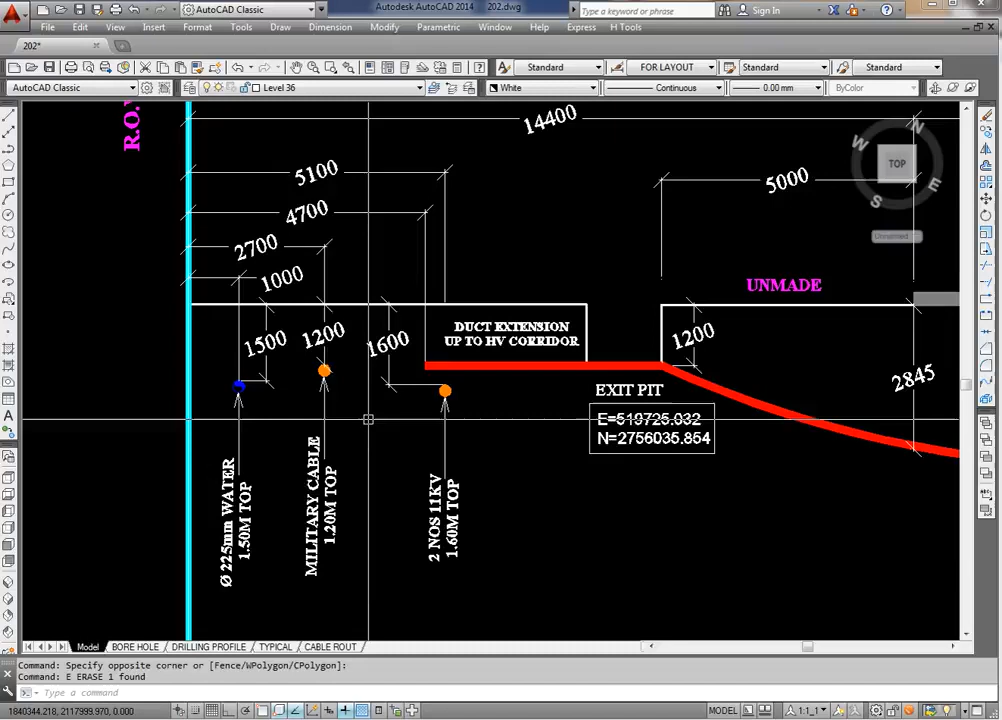 AutoCAD Classic
Autodesk AutoCAD 2014 202.dwg
Type a keyword or phrase
Sign In
File Edit View Insert Format Tools Draw Dimension Modify Parametric Window Help Express H Tools
202*
Standard
FOR LAYOUT
Standard
Standard
AutoCAD Classic
Level 36
White
Continuous
0.00 mm
ByColor
14400
5100
4700
2700
1000
5000
N
W
TOP
E
S
Unnamed
UNMADE
DUCT EXTENSION
UP TO HV CORRIDOR
1500
1200
1600
1200
2845
EXIT PIT
E=519725.032
N=2756035.854
Ø 225mm WATER
1.50M TOP
MILITARY CABLE
1.20M TOP
2 NOS 11KV
1.60M TOP
Model BORE HOLE DRILLING PROFILE TYPICAL CABLE ROUT
Command: Specify opposite corner or [Fence/WPolygon/CPolygon]:
Command: E ERASE 1 found
Type a command
1840344.218, 2117999.970, 0.000
MODEL
1:1_1